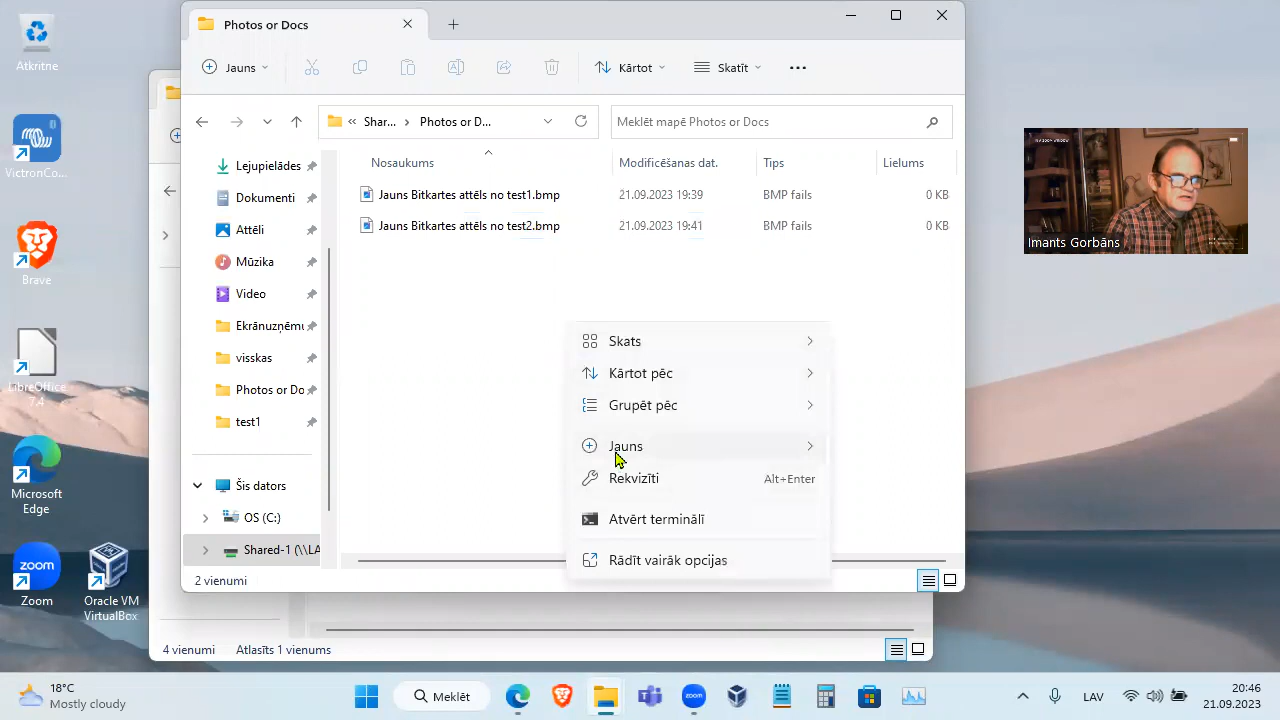 Atkritne
VictronCo...
Brave
LibreOffice
7.4
Microsoft
Edge
Zoom
Oracle VM
VirtualBox
Photos or Docs
Jauns
Kārtot
Skatīt
Shar...
Photos or D...
Meklēt mapē Photos or Docs
Nosaukums
Modificēšanas dat.
Tips
Lielums
Jauns Bitkartes attēls no test1.bmp
21.09.2023 19:39
BMP fails
0 KB
Jauns Bitkartes attēls no test2.bmp
21.09.2023 19:41
BMP fails
0 KB
Lejupielādes
Dokumenti
Attēli
Mūzika
Video
Ekrānuzņēmu
visskas
Photos or Do
test1
Šis dators
OS (C:)
Shared-1 (\\LA
2 vienumi
Skats
Kārtot pēc
Grupēt pēc
Jauns
Rekvizīti
Alt+Enter
Atvērt terminālī
Rādīt vairāk opcijas
4 vienumi
Atlasīts 1 vienums
Imants Gorbāns
18°C
Mostly cloudy
Meklēt
zoom
zoom
LAV
20:46
21.09.2023